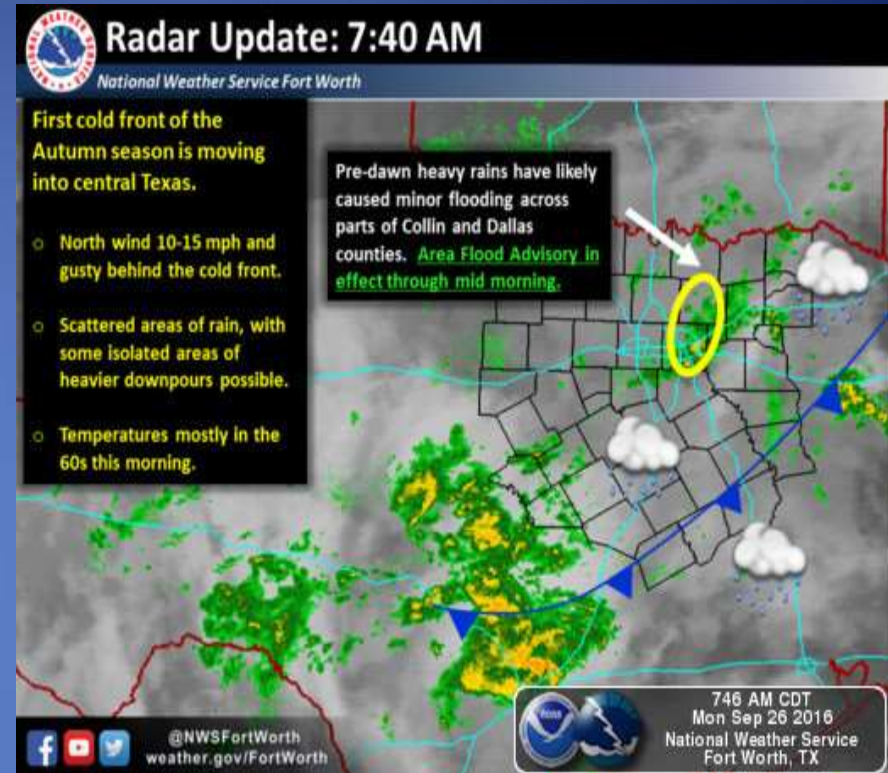 Radar Update: 7:40 AM
National Weather Service Fort Worth
First cold front of the
Autumn season is moving
into central Texas.
o North wind 10-15 mph and
gusty behind the cold front.
o Scattered areas of rain, with
some isolated areas of
heavier downpours possible.
o Temperatures mostly in the
60s this morning.
Pre-dawn heavy rains have likely
caused minor flooding across
parts of Collin and Dallas
counties. Area Flood Advisory in
effect through mid morning.
@NWSFortWorth
weather.gov/FortWorth
746 AM CDT
Mon Sep 26 2016
National Weather Service
Fort Worth, TX